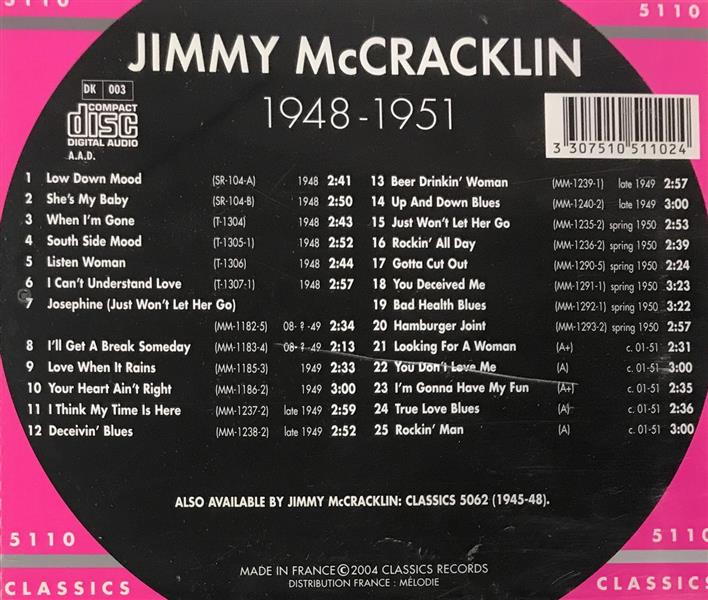 5110
5110
JIMMY McCRACKLIN
DK 003
COMPACT
disc
DIGITAL AUDIO
A.A.D.
1948-1951
3 307510 511024
1 Low Down Mood (SR-104-A) 1948 2:41
2 She's My Baby (SR-104-B) 1948 2:50
3 When I'm Gone (T-1304) 1948 2:43
4 South Side Mood (T-1305-1) 1948 2:52
5 Listen Woman (T-1306) 1948 2:44
6 I Can't Understand Love (T-1307-1) 1948 2:57
7 Josephine (Just Won't Let Her Go)
(MM-1182-5) 08-?-49 2:34
8 I'll Get A Break Someday (MM-1183-4) 08-?-49 2:13
9 Love When It Rains (MM-1185-3) 1949 2:33
10 Your Heart Ain't Right (MM-1186-2) 1949 3:00
11 I Think My Time Is Here (MM-1237-2) late 1949 2:59
12 Deceivin' Blues (MM-1238-2) late 1949 2:52
13 Beer Drinkin' Woman (MM-1239-1) late 1949 2:57
14 Up And Down Blues (MM-1240-2) late 1949 3:00
15 Just Won't Let Her Go (MM-1235-2) spring 1950 2:53
16 Rockin' All Day (MM-1236-2) spring 1950 2:39
17 Gotta Cut Out (MM-1290-5) spring 1950 2:24
18 You Deceived Me (MM-1291-1) spring 1950 3:23
19 Bad Health Blues (MM-1292-1) spring 1950 3:22
20 Hamburger Joint (MM-1293-2) spring 1950 2:57
21 Looking For A Woman (A+) c. 01-51 2:31
22 You Don't Love Me (A) c. 01-51 3:00
23 I'm Gonna Have My Fun (A+) c. 01-51 2:35
24 True Love Blues (A) c. 01-51 2:36
25 Rockin' Man (A) c. 01-51 3:00
ALSO AVAILABLE BY JIMMY McCRACKLIN: CLASSICS 5062 (1945-48).
5110
5110
CLASSICS
CLASSICS
MADE IN FRANCE ©2004 CLASSICS RECORDS
DISTRIBUTION FRANCE : MÉLODIE